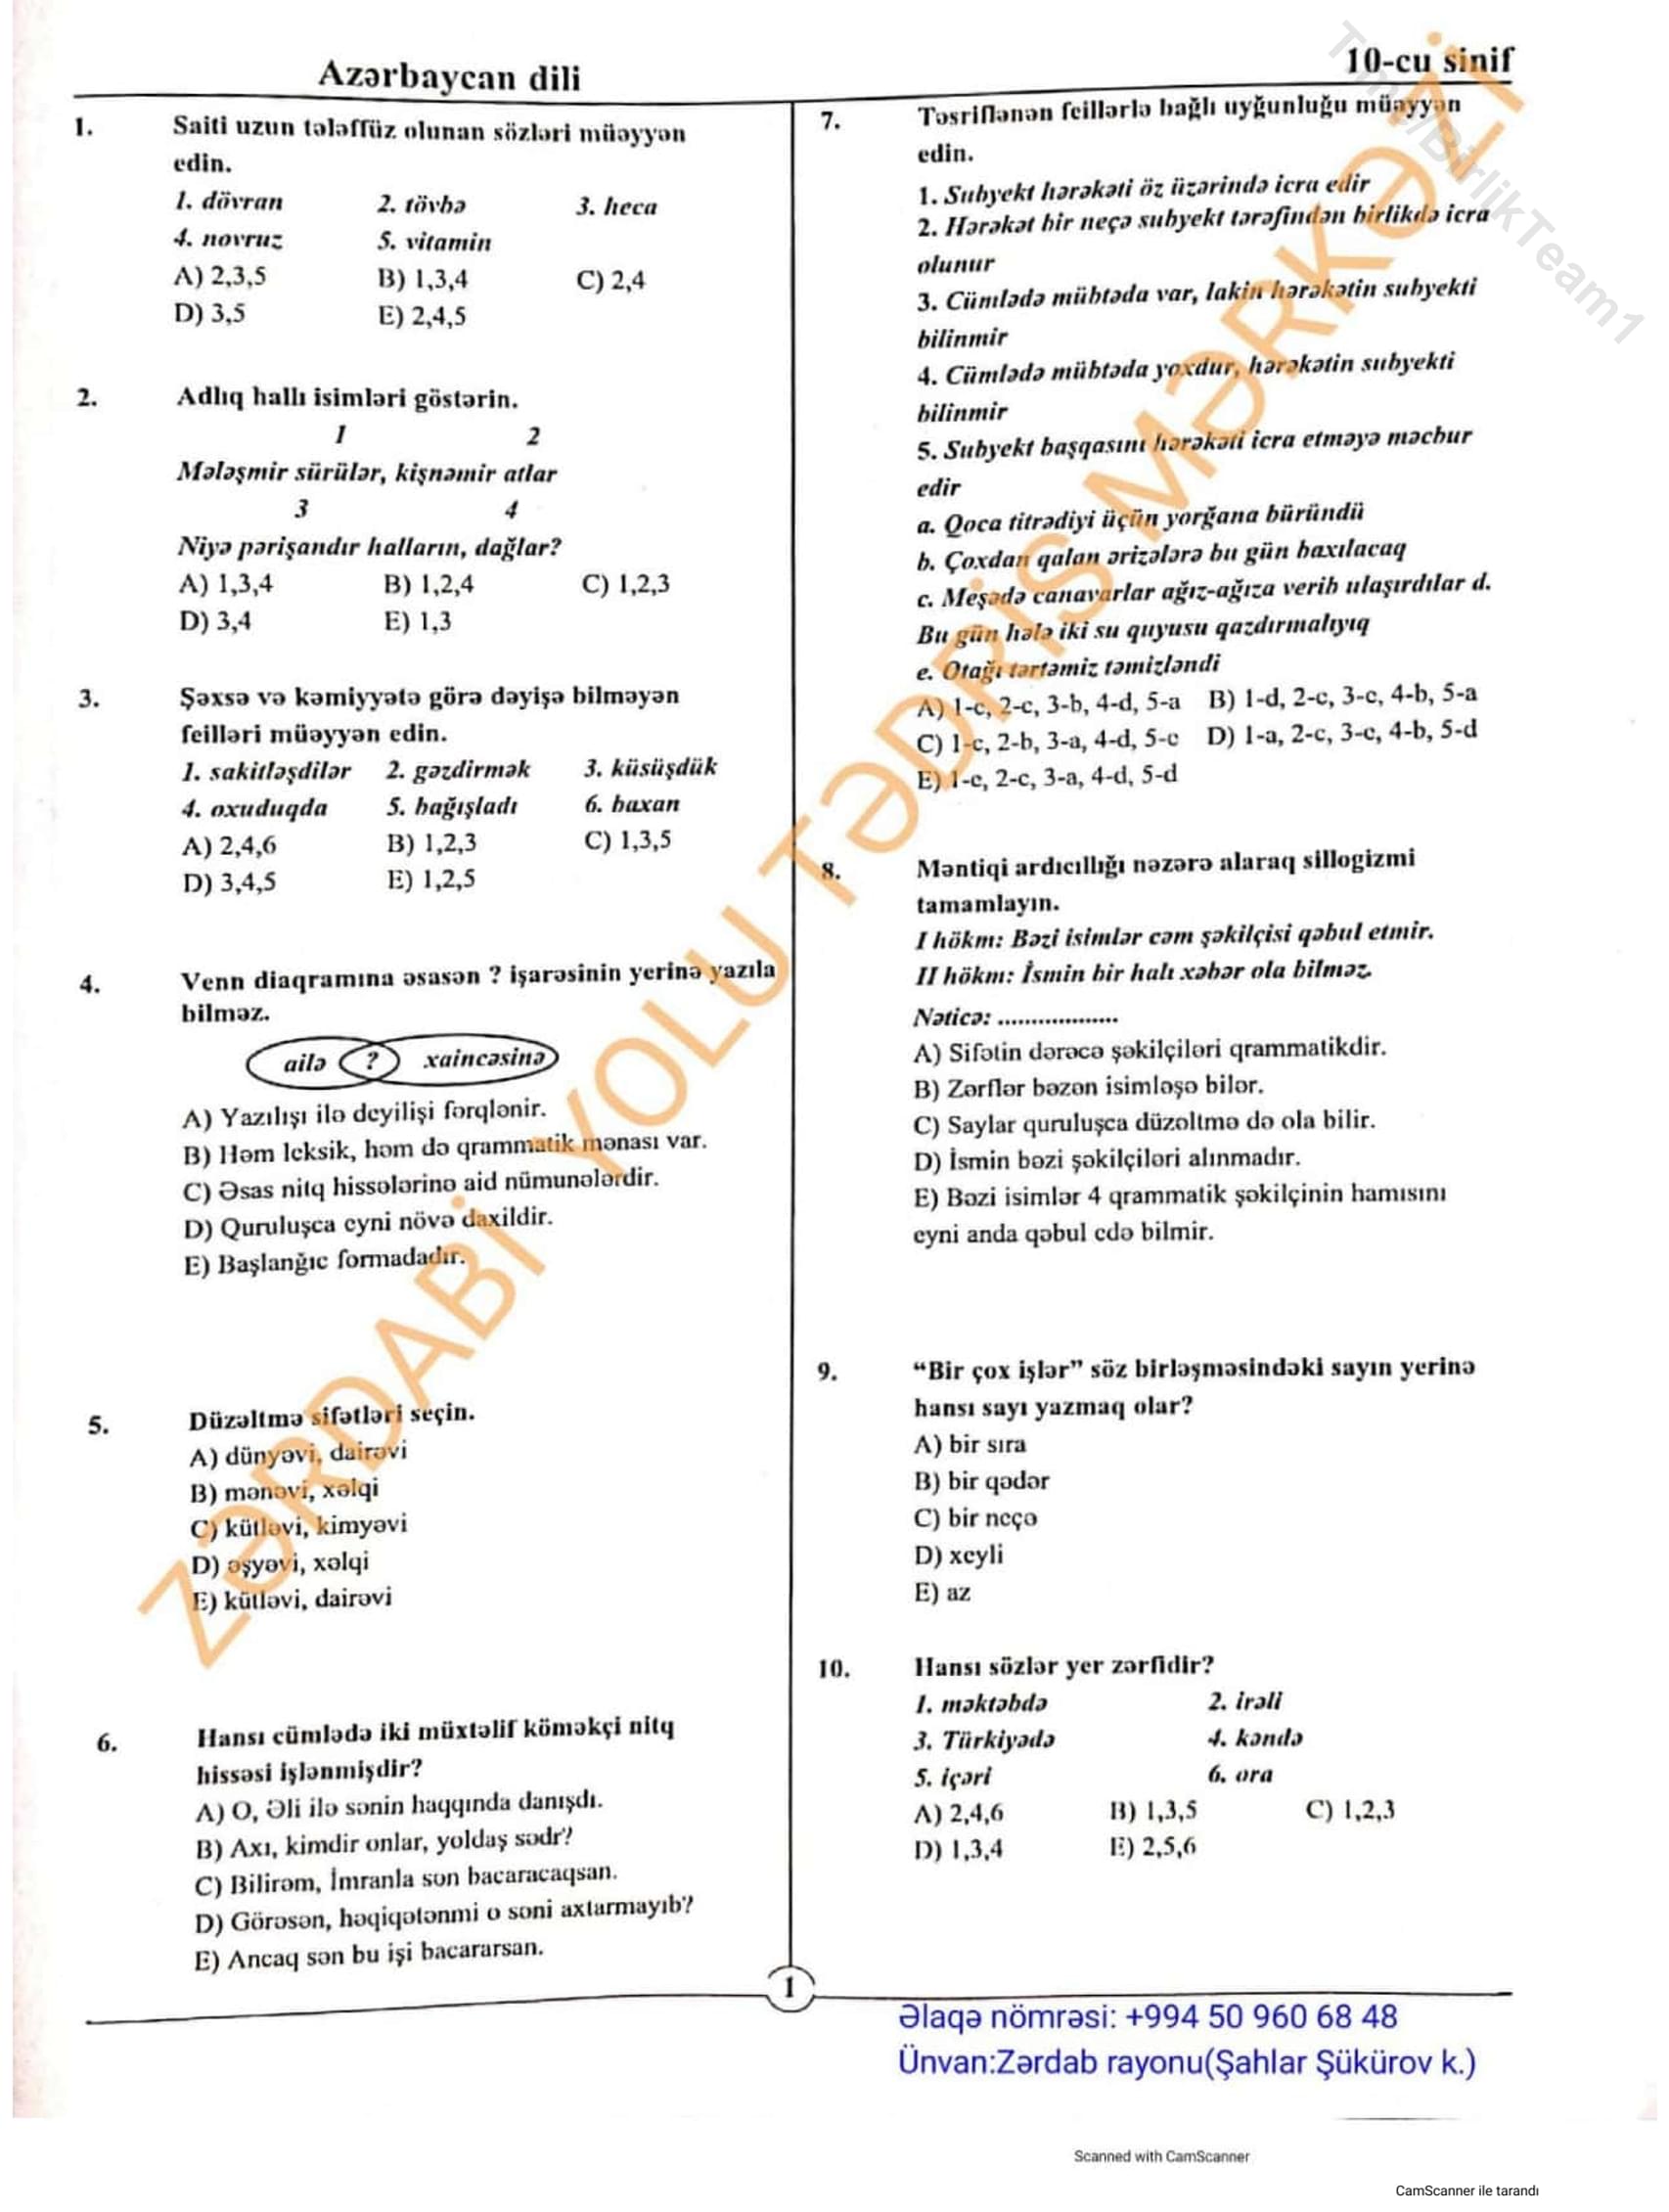 Azərbaycan dili
10-cu sinif
1. Saiti uzun tələffüz olunan sözləri müəyyən
edin.
1. dövran 2. tövbə 3. heca
4. novruz 5. vitamin
A) 2,3,5 B) 1,3,4 C) 2,4
D) 3,5 E) 2,4,5
2. Adlıq hallı isimləri göstərin.
1 2
Mələşmir sürülər, kişnəmir atlar
3 4
Niyə pərişandır halların, dağlar?
A) 1,3,4 B) 1,2,4 C) 1,2,3
D) 3,4 E) 1,3
3. Şəxsə və kəmiyyətə görə dəyişə bilməyən
feilləri müəyyən edin.
1. sakitləşdilər 2. gəzdirmək 3. küsüşdük
4. oxuduqda 5. bağışladı 6. baxan
A) 2,4,6 B) 1,2,3 C) 1,3,5
D) 3,4,5 E) 1,2,5
4. Venn diaqramına əsasən ? işarəsinin yerinə yazıla
bilməz.
ailə ? xaincəsinə
A) Yazılışı ilə deyilişi fərqlənir.
B) Həm leksik, həm də qrammatik mənası var.
C) Əsas nitq hissələrinə aid nümunələrdir.
D) Quruluşca eyni növə daxildir.
E) Başlanğıc formadadır.
5. Düzəltmə sifətləri seçin.
A) dünyəvi, dairəvi
B) mənəvi, xəlqi
C) kütləvi, kimyəvi
D) əşyəvi, xəlqi
E) kütləvi, dairəvi
6. Hansı cümlədə iki müxtəlif köməkçi nitq
hissəsi işlənmişdir?
A) O, Əli ilə sənin haqqında danışdı.
B) Axı, kimdir onlar, yoldaş sədr?
C) Bilirəm, İmranla sən bacaracaqsan.
D) Görəsən, həqiqətənmi o səni axtarmayıb?
E) Ancaq sən bu işi bacararsan.
7. Təsriflənən feillərlə bağlı uyğunluğu müəyyən
edin.
1. Subyekt hərəkəti öz üzərində icra edir
2. Hərəkət bir neçə subyekt tərəfindən birlikdə icra
olunur
3. Cümlədə mübtəda var, lakin hərəkətin subyekti
bilinmir
4. Cümlədə mübtəda yoxdur, hərəkətin subyekti
bilinmir
5. Subyekt başqasını hərəkəti icra etməyə məcbur
edir
a. Qoca titrədiyi üçün yorğana büründü
b. Çoxdan qalan ərizələrə bu gün baxılacaq
c. Meşədə canavarlar ağız-ağıza verib ulaşırdılar d.
Bu gün hələ iki su quyusu qazdırmalıyıq
e. Otağı tərtəmiz təmizləndi
A) 1-c, 2-c, 3-b, 4-d, 5-a B) 1-d, 2-c, 3-c, 4-b, 5-a
C) 1-c, 2-b, 3-a, 4-d, 5-c D) 1-a, 2-c, 3-e, 4-b, 5-d
E) 1-e, 2-c, 3-a, 4-d, 5-d
8. Məntiqi ardıcıllığı nəzərə alaraq sillogizmi
tamamlayın.
I hökm: Bəzi isimlər cəm şəkilçisi qəbul etmir.
II hökm: İsmin bir halı xəbər ola bilməz.
Nəticə: ..................
A) Sifətin dərəcə şəkilçiləri qrammatikdir.
B) Zərflər bəzən isimləşə bilər.
C) Saylar quruluşca düzəltmə də ola bilir.
D) İsmin bəzi şəkilçiləri alınmadır.
E) Bəzi isimlər 4 qrammatik şəkilçinin hamısını
eyni anda qəbul edə bilmir.
9. “Bir çox işlər” söz birləşməsindəki sayın yerinə
hansı sayı yazmaq olar?
A) bir sıra
B) bir qədər
C) bir neçə
D) xeyli
E) az
10. Hansı sözlər yer zərfidir?
1. məktəbdə 2. irəli
3. Türkiyədə 4. kəndə
5. içəri 6. ora
A) 2,4,6 B) 1,3,5 C) 1,2,3
D) 1,3,4 E) 2,5,6
1
ZƏRDABİ YOLU TƏDRİS MƏRKƏZİ
Əlaqə nömrəsi: +994 50 960 68 48
Ünvan:Zərdab rayonu(Şahlar Şükürov k.)
Scanned with CamScanner
CamScanner ile tarandı